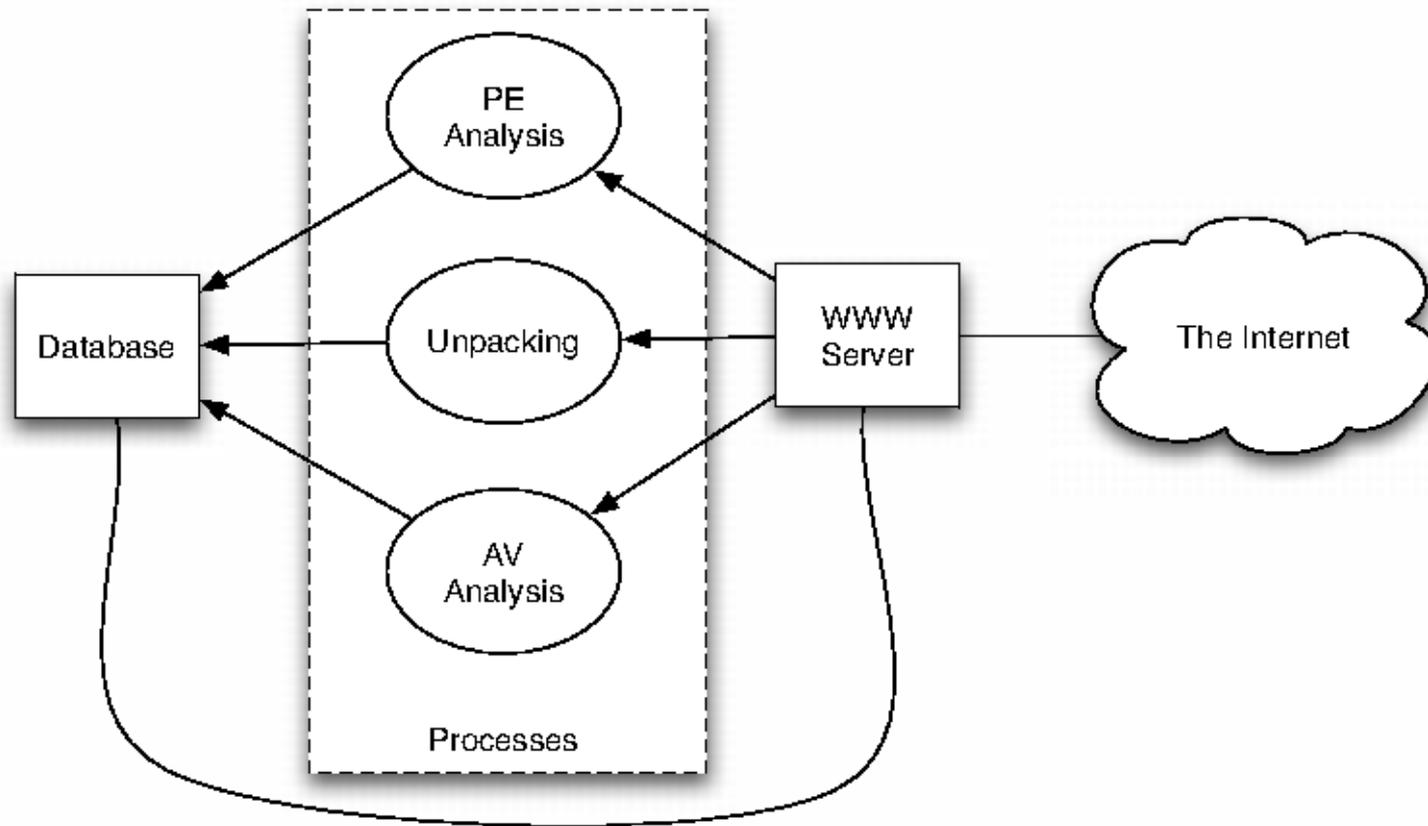 PE
Analysis
Database
Unpacking
WWW
Server
The Internet
AV
Analysis
Processes